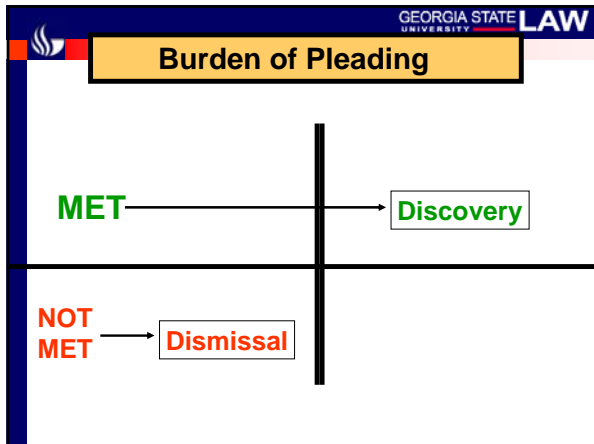 GEORGIA STATE LAW
UNIVERSITY
Burden of Pleading
MET
Discovery
NOT
MET
Dismissal